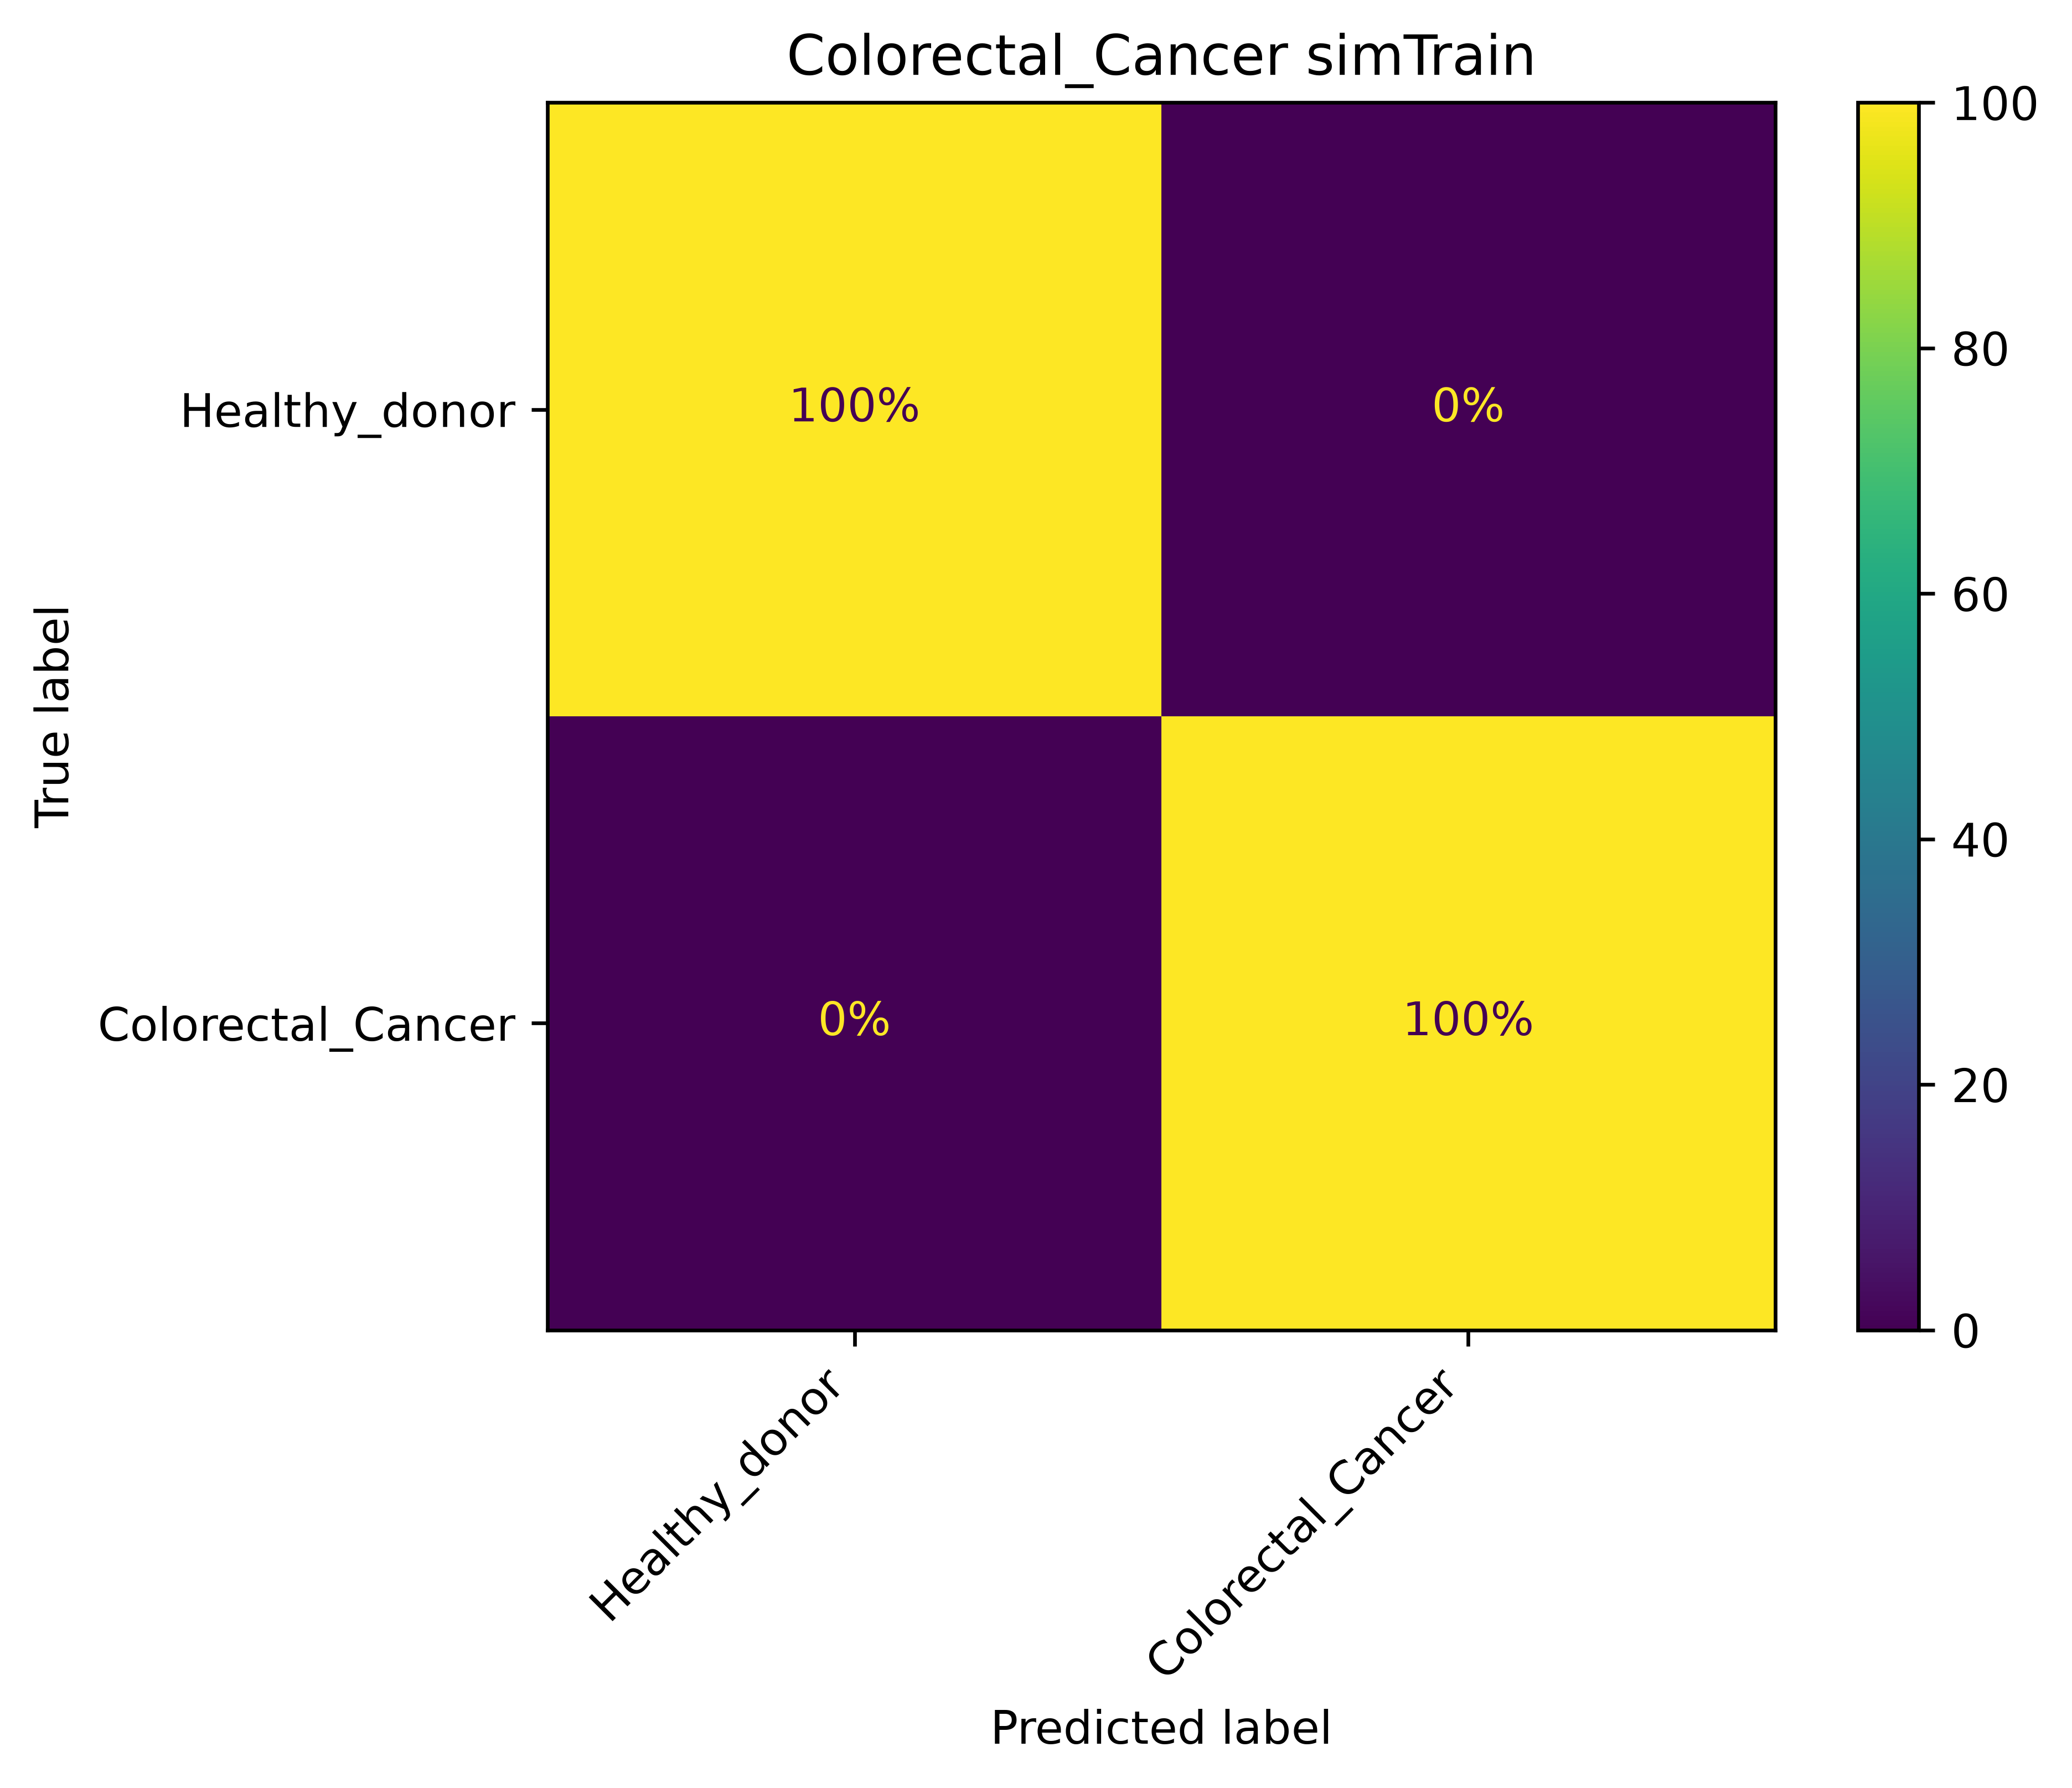 Colorectal_Cancer simTrain
True label
Healthy_donor
Colorectal_Cancer
100%
0%
0%
100%
Healthy_donor
Colorectal_Cancer
Predicted label
100
80
60
40
20
0